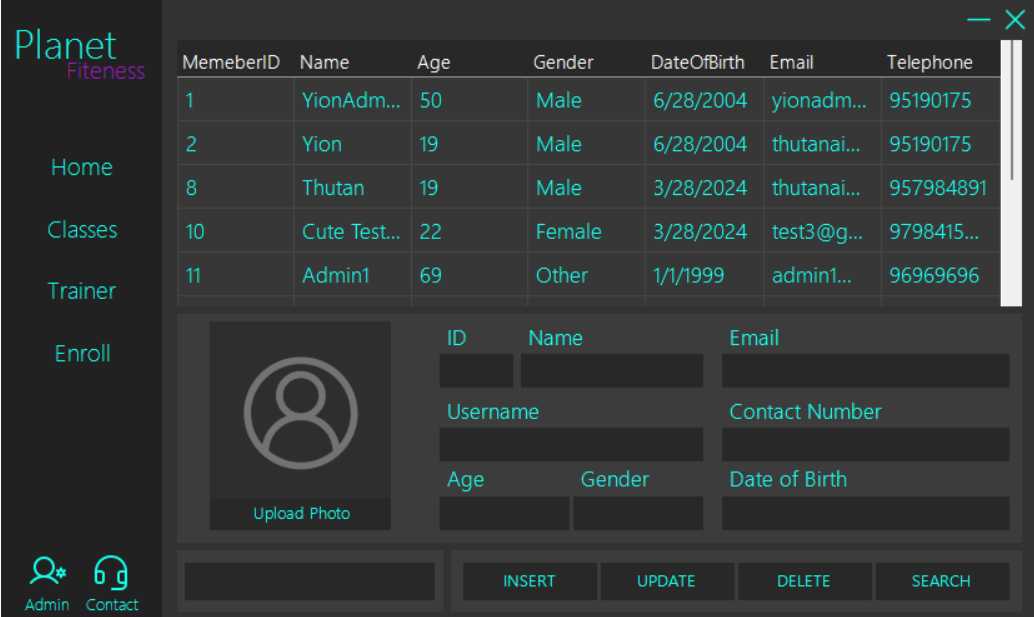 Planet
Fiteness
Home
Classes
Trainer
Enroll
Admin Contact
MemeberID Name Age Gender DateOfBirth Email Telephone
1 YionAdm... 50 Male 6/28/2004 yionadm... 95190175
2 Yion 19 Male 6/28/2004 thutanai... 95190175
8 Thutan 19 Male 3/28/2024 thutanai... 957984891
10 Cute Test... 22 Female 3/28/2024 test3@g... 9798415...
11 Admin1 69 Other 1/1/1999 admin1... 96969696
Upload Photo
ID Name Email
Username Contact Number
Age Gender Date of Birth
INSERT UPDATE DELETE SEARCH